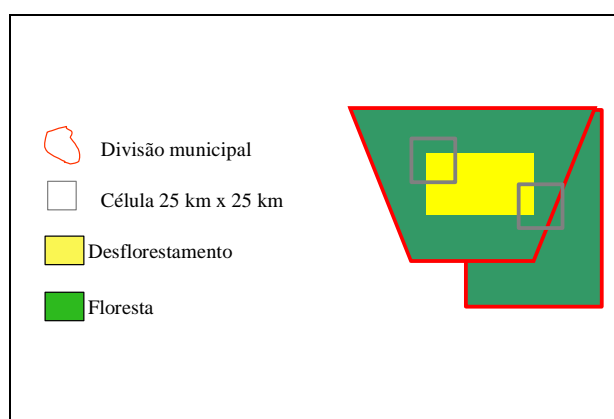 Divisão municipal
Célula 25 km x 25 km
Desflorestamento
Floresta